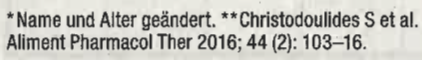 *Name und Alter geändert. **Christodoulides S et al.
Aliment Pharmacol Ther 2016; 44 (2): 103–16.